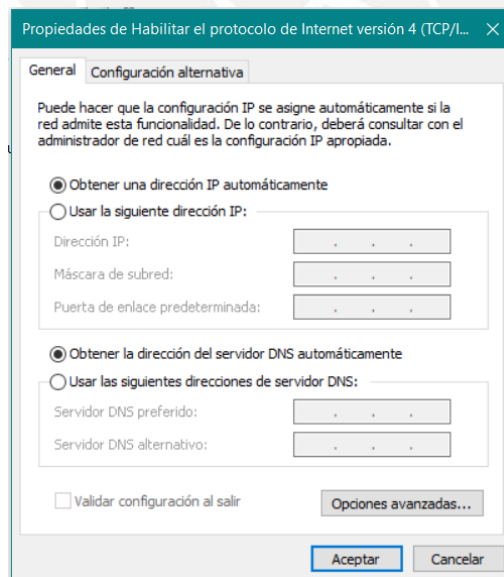 Propiedades de Habilitar el protocolo de Internet versión 4 (TCP/I...
General
Configuración alternativa
Puede hacer que la configuración IP se asigne automáticamente si la
red admite esta funcionalidad. De lo contrario, deberá consultar con el
administrador de red cuál es la configuración IP apropiada.
Obtener una dirección IP automáticamente
Usar la siguiente dirección IP:
Dirección IP:
Máscara de subred:
Puerta de enlace predeterminada:
Obtener la dirección del servidor DNS automáticamente
Usar las siguientes direcciones de servidor DNS:
Servidor DNS preferido:
Servidor DNS alternativo:
Validar configuración al salir
Opciones avanzadas...
Aceptar
Cancelar